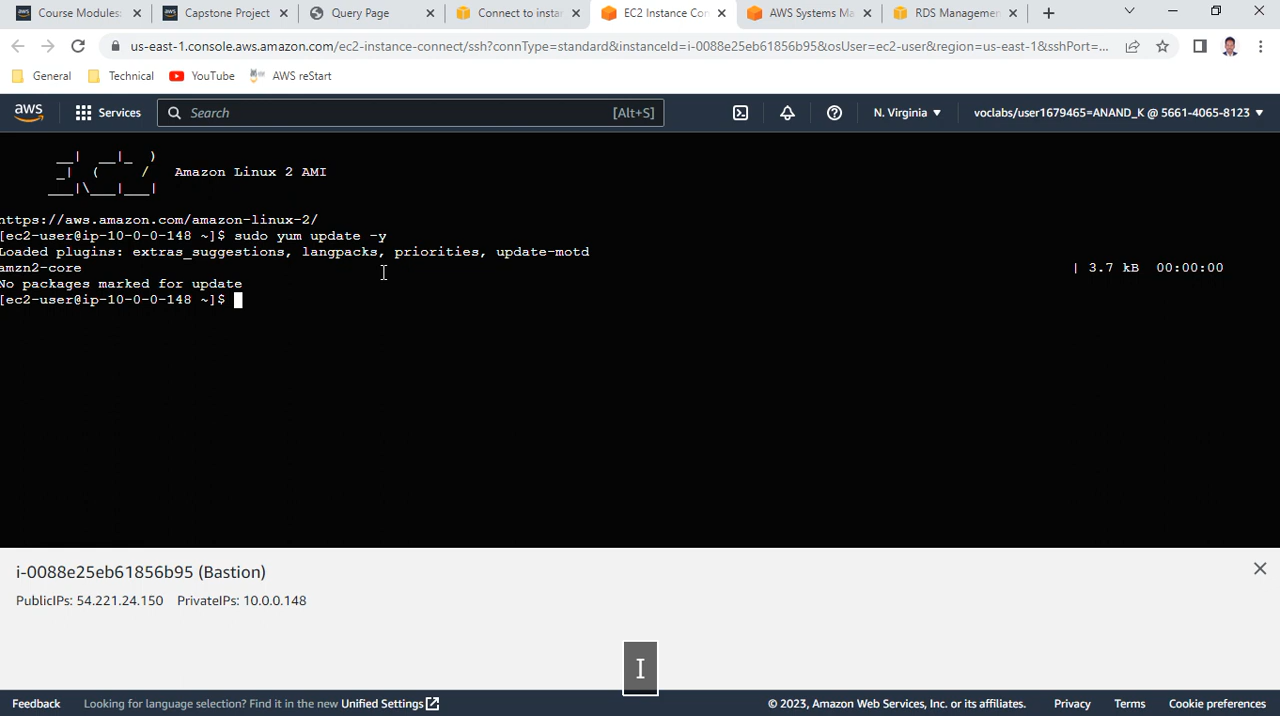 Course Modules:
Capstone Project
Query Page
Connect to instan
EC2 Instance Con
AWS Systems Ma
RDS Managemen
us-east-1.console.aws.amazon.com/ec2-instance-connect/ssh?connType=standard&instanceId=i-0088e25eb61856b95&osUser=ec2-user&region=us-east-1&sshPort=...
General
Technical
YouTube
AWS reStart
aws
Services
Search
[Alt+S]
N. Virginia
voclabs/user1679465=ANAND_K @ 5661-4065-8123
__|  __|_  )
_|  (     /
___|\___|___|
Amazon Linux 2 AMI
https://aws.amazon.com/amazon-linux-2/
[ec2-user@ip-10-0-0-148 ~]$ sudo yum update -y
Loaded plugins: extras_suggestions, langpacks, priorities, update-motd
amzn2-core | 3.7 kB 00:00:00
No packages marked for update
[ec2-user@ip-10-0-0-148 ~]$
i-0088e25eb61856b95 (Bastion)
PublicIPs: 54.221.24.150 PrivateIPs: 10.0.0.148
I
Feedback
Looking for language selection? Find it in the new Unified Settings
© 2023, Amazon Web Services, Inc. or its affiliates.
Privacy
Terms
Cookie preferences